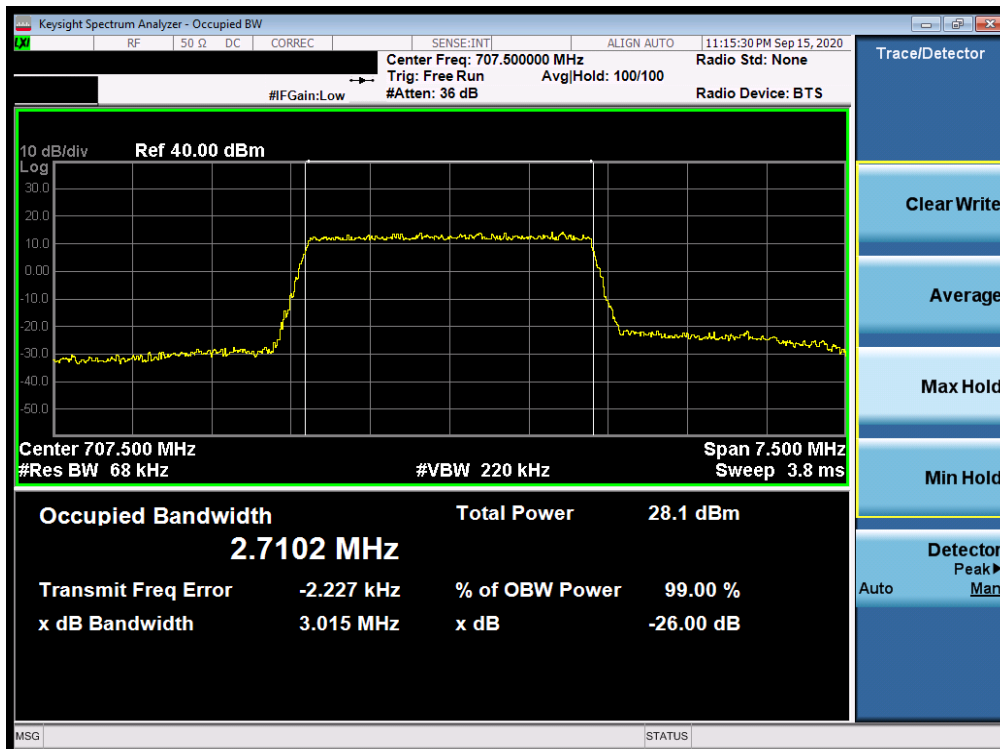 Keysight Spectrum Analyzer - Occupied BW
LXI RF 50 Ω DC CORREC SENSE:INT ALIGN AUTO 11:15:30 PM Sep 15, 2020
Center Freq: 707.500000 MHz Radio Std: None
Trig: Free Run Avg|Hold: 100/100
#IFGain:Low #Atten: 36 dB Radio Device: BTS
10 dB/div Ref 40.00 dBm
Log
30.0
20.0
10.0
0.00
-10.0
-20.0
-30.0
-40.0
-50.0
Center 707.500 MHz Span 7.500 MHz
#Res BW 68 kHz #VBW 220 kHz Sweep 3.8 ms
Occupied Bandwidth Total Power 28.1 dBm
2.7102 MHz
Transmit Freq Error -2.227 kHz % of OBW Power 99.00 %
x dB Bandwidth 3.015 MHz x dB -26.00 dB
MSG STATUS
Trace/Detector
Clear Write
Average
Max Hold
Min Hold
Detector
Peak▶
Auto Man